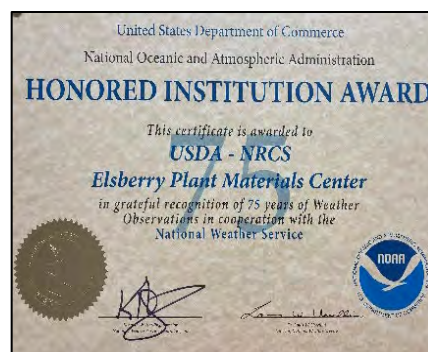 United States Department of Commerce
National Oceanic and Atmospheric Administration
HONORED INSTITUTION AWARD
This certificate is awarded to
75
USDA - NRCS
Elsberry Plant Materials Center
in grateful recognition of 75 years of Weather
Observations in cooperation with the
National Weather Service
NOAA